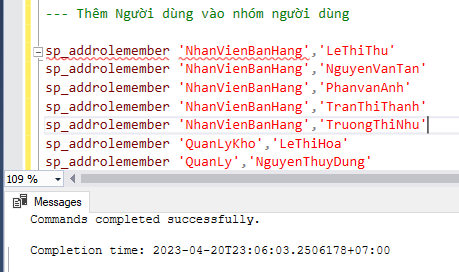 --- Thêm Người dùng vào nhóm người dùng
sp_addrolemember 'NhanVienBanHang','LeThiThu'
sp_addrolemember 'NhanVienBanHang','NguyenVanTan'
sp_addrolemember 'NhanVienBanHang','PhanvanAnh'
sp_addrolemember 'NhanVienBanHang','TranThiThanh'
sp_addrolemember 'NhanVienBanHang','TruongThiNhu'
sp_addrolemember 'QuanLyKho','LeThiHoa'
sp_addrolemember 'QuanLy','NguyenThuyDung'
109 %
Messages
Commands completed successfully.
Completion time: 2023-04-20T23:06:03.2506178+07:00